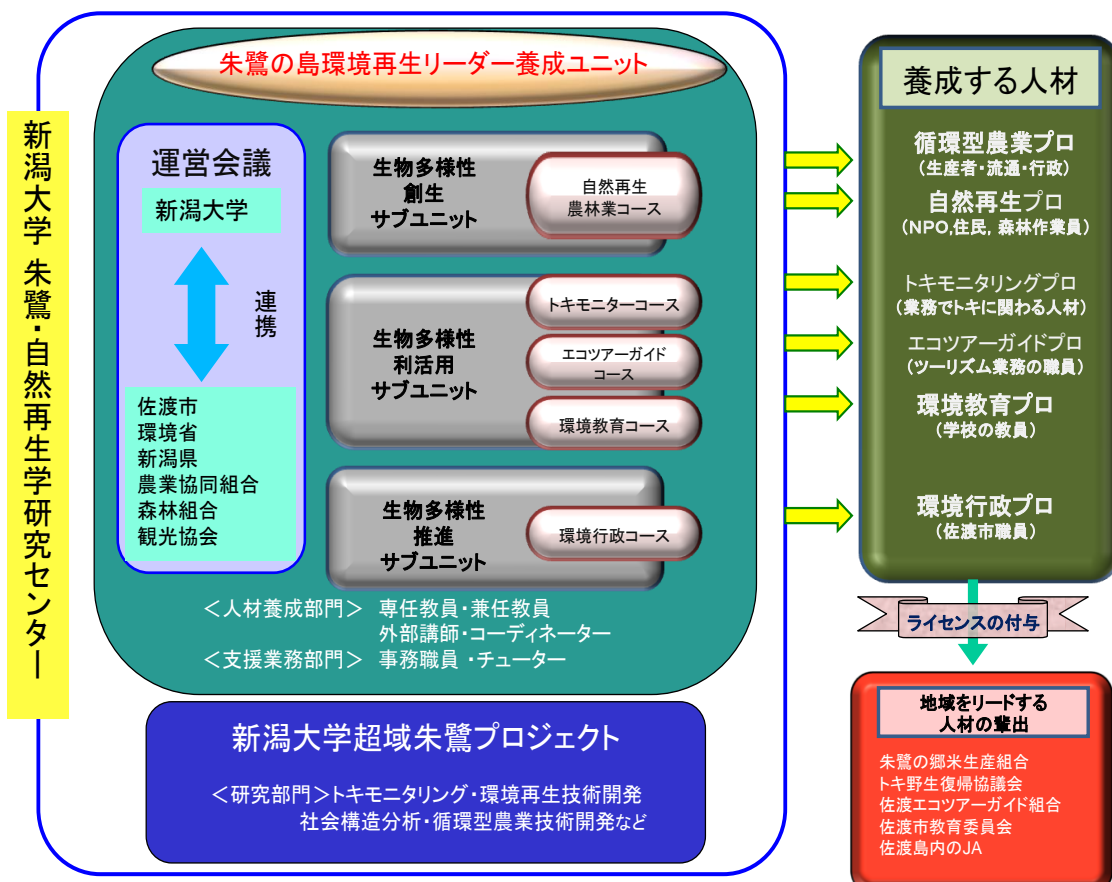 新潟大学 朱鷺・自然再生学研究センター
朱鷺の島環境再生リーダー養成ユニット
運営会議
新潟大学
連携
佐渡市
環境省
新潟県
農業協同組合
森林組合
観光協会
生物多様性
創生
サブユニット
自然再生
農林業コース
生物多様性
利活用
サブユニット
トキモニターコース
エコツアーガイド
コース
環境教育コース
生物多様性
推進
サブユニット
環境行政コース
＜人材養成部門＞ 専任教員・兼任教員
外部講師・コーディネーター
＜支援業務部門＞ 事務職員 ・チューター
新潟大学超域朱鷺プロジェクト
＜研究部門＞トキモニタリング・環境再生技術開発
社会構造分析・循環型農業技術開発など
養成する人材
循環型農業プロ
(生産者・流通・行政)
自然再生プロ
(NPO,住民, 森林作業員)
トキモニタリングプロ
(業務でトキに関わる人材)
エコツアーガイドプロ
(ツーリズム業務の職員)
環境教育プロ
(学校の教員)
環境行政プロ
(佐渡市職員)
ライセンスの付与
地域をリードする
人材の輩出
朱鷺の郷米生産組合
トキ野生復帰協議会
佐渡エコツアーガイド組合
佐渡市教育委員会
佐渡島内のJA